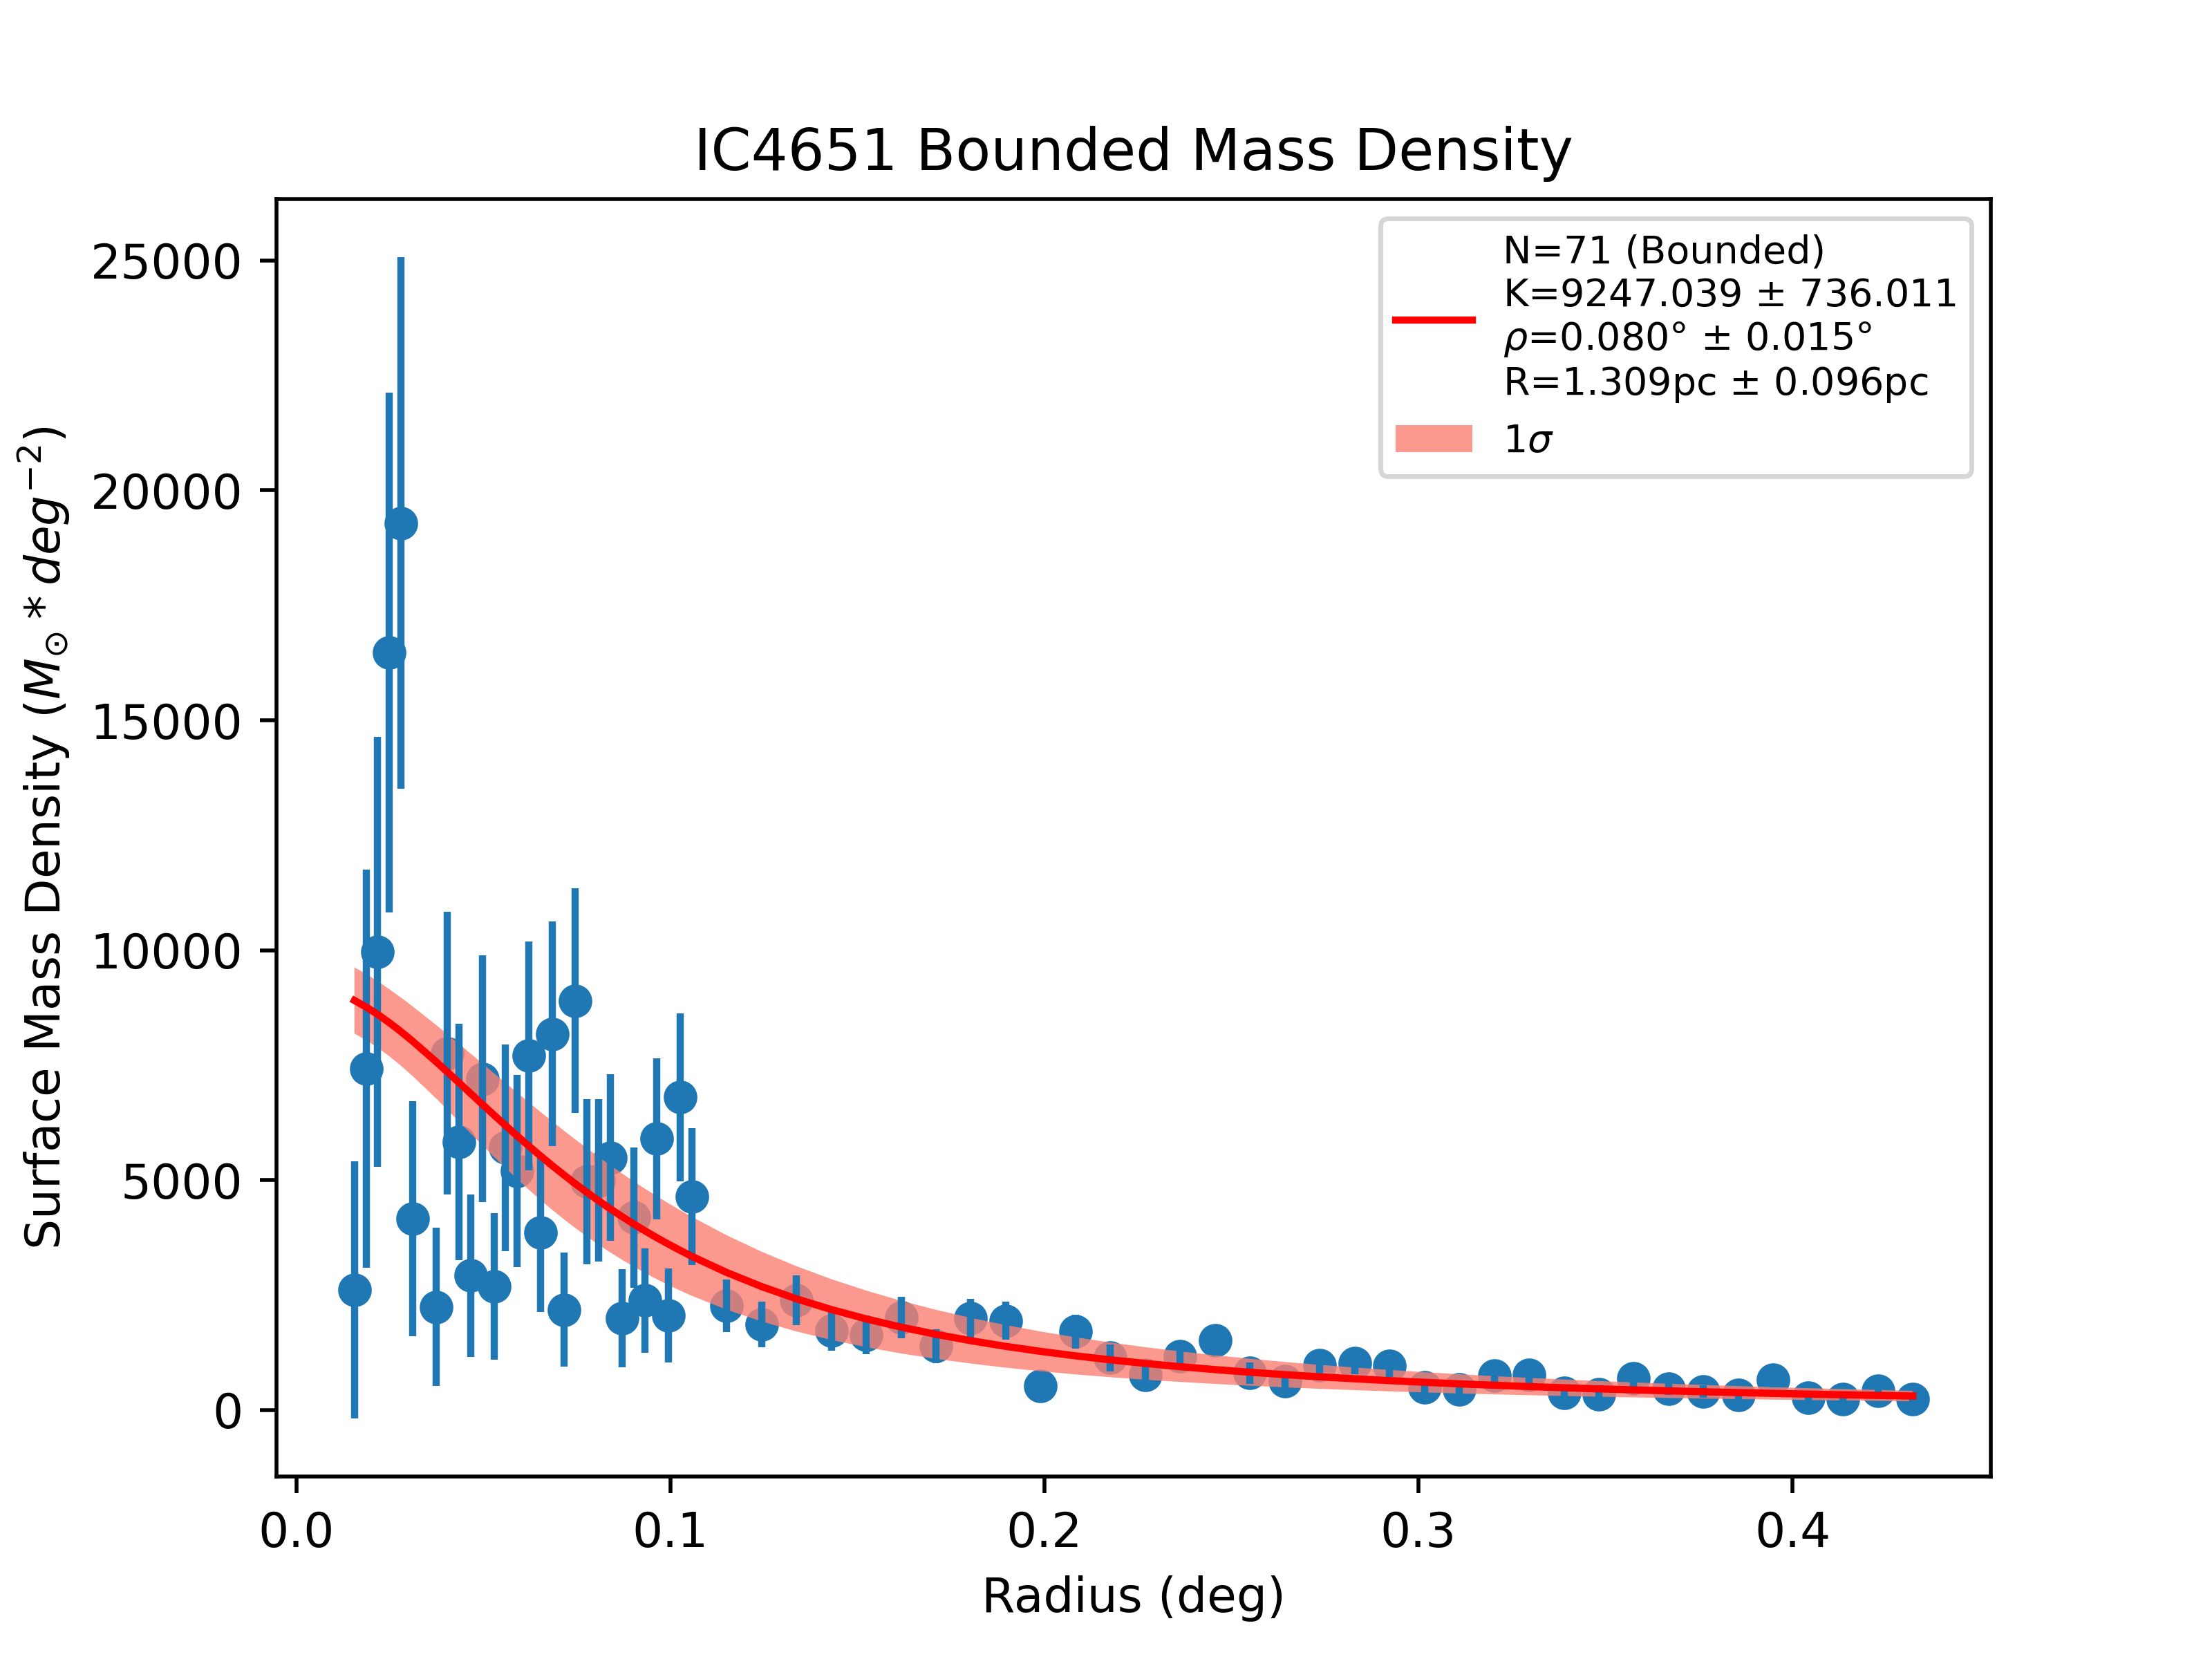 IC4651 Bounded Mass Density
N=71 (Bounded)
K=9247.039 ± 736.011
ρ=0.080° ± 0.015°
R=1.309pc ± 0.096pc
1σ
Surface Mass Density (M⊙ * deg⁻²)
25000
20000
15000
10000
5000
0
0.0 0.1 0.2 0.3 0.4
Radius (deg)